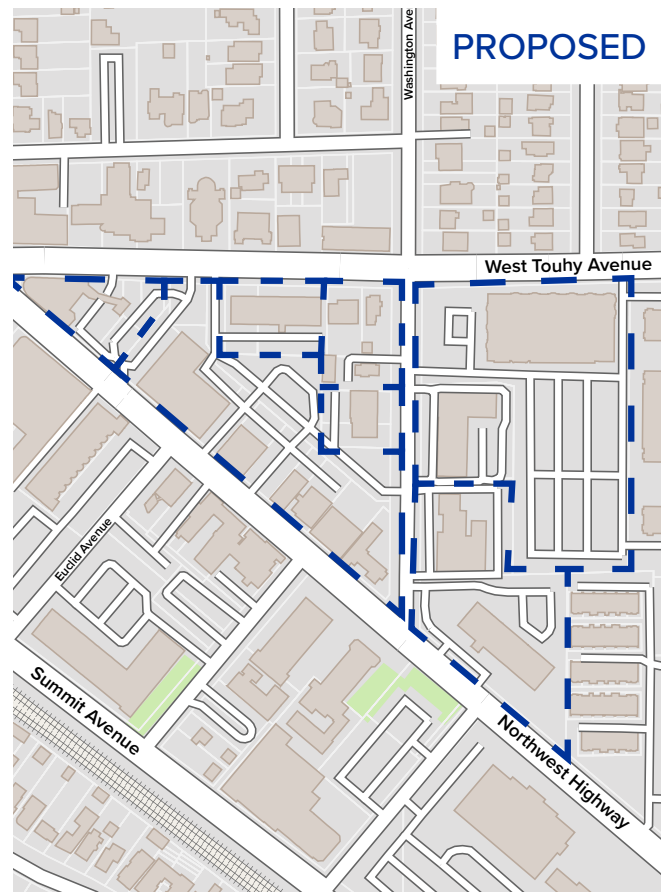 PROPOSED
Washington Ave
West Touhy Avenue
Euclid Avenue
Summit Avenue
Northwest Highway